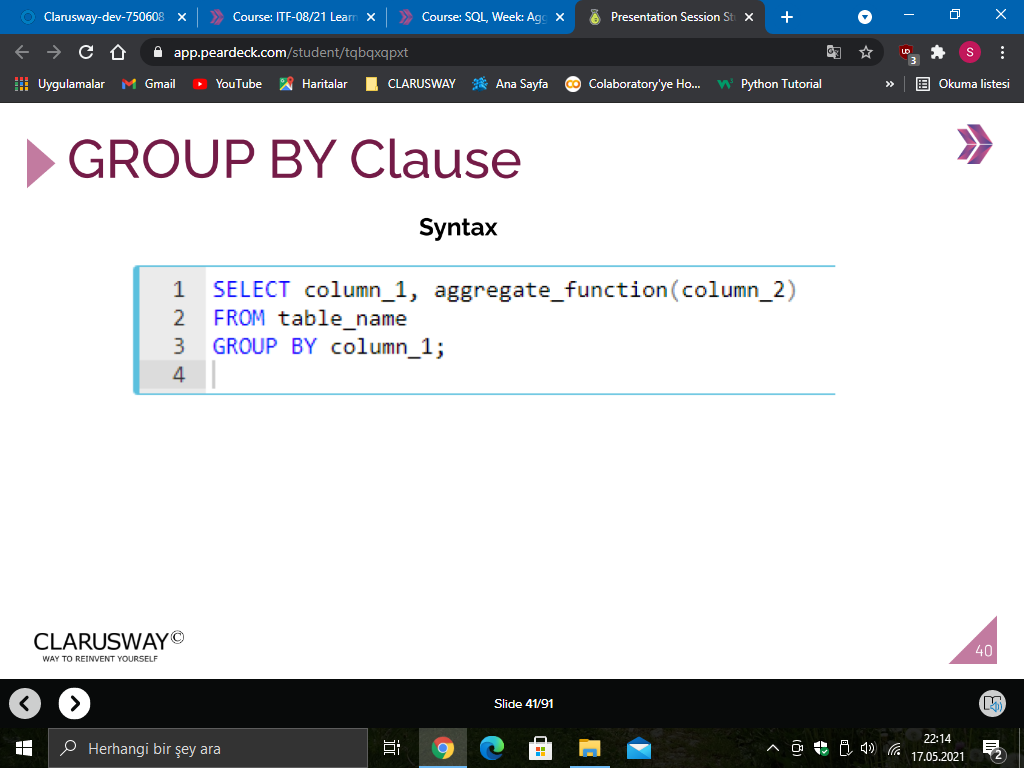 Clarusway-dev-750608
Course: ITF-08/21 Learn
Course: SQL, Week: Agg
Presentation Session St
app.peardeck.com/student/tqbqxqpxt
UD
3
S
Uygulamalar
Gmail
YouTube
Haritalar
CLARUSWAY
Ana Sayfa
Colaboratory'ye Ho...
Python Tutorial
»
Okuma listesi
GROUP BY Clause
Syntax
1 SELECT column_1, aggregate_function(column_2)
2 FROM table_name
3 GROUP BY column_1;
4
CLARUSWAY©
WAY TO REINVENT YOURSELF
40
Slide 41/91
Herhangi bir şey ara
22:14
17.05.2021
2